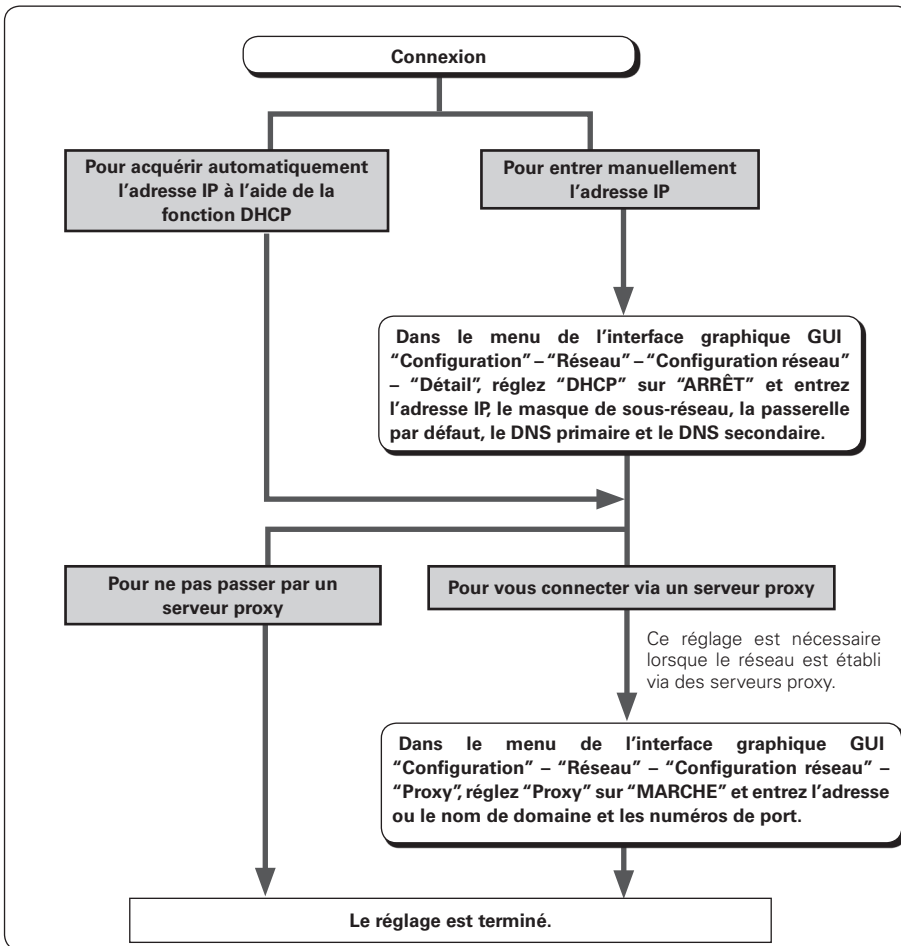 Connexion
Pour acquérir automatiquement
l’adresse IP à l’aide de la
fonction DHCP
Pour entrer manuellement
l’adresse IP
Dans le menu de l’interface graphique GUI
“Configuration” – “Réseau” – “Configuration réseau”
– “Détail”, réglez “DHCP” sur “ARRÊT” et entrez
l’adresse IP, le masque de sous-réseau, la passerelle
par défaut, le DNS primaire et le DNS secondaire.
Pour ne pas passer par un
serveur proxy
Pour vous connecter via un serveur proxy
Ce réglage est nécessaire
lorsque le réseau est établi
via des serveurs proxy.
Dans le menu de l’interface graphique GUI
“Configuration” – “Réseau” – “Configuration réseau” –
“Proxy”, réglez “Proxy” sur “MARCHE” et entrez l’adresse
ou le nom de domaine et les numéros de port.
Le réglage est terminé.